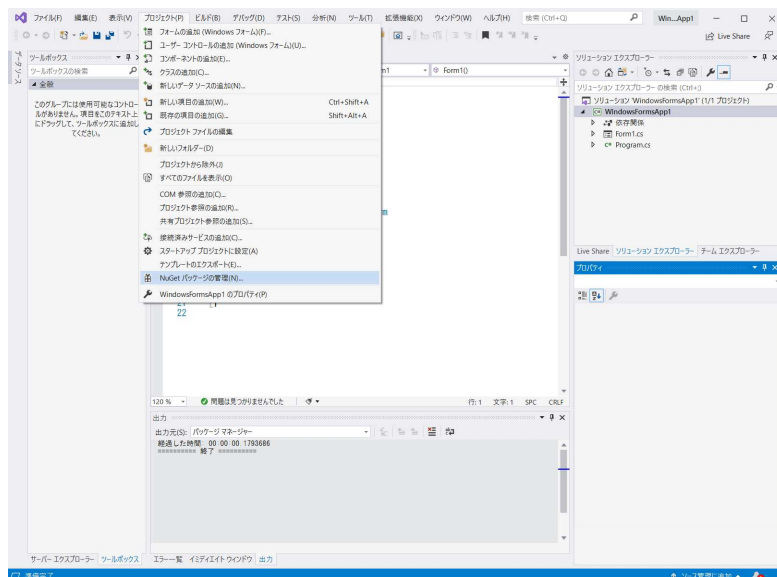 ファイル(F) 編集(E) 表示(V) プロジェクト(P) ビルド(B) デバッグ(D) テスト(S) 分析(N) ツール(T) 拡張機能(X) ウィンドウ(W) ヘルプ(H) 検索 (Ctrl+Q) Win...App1
Live Share
ツールボックス
ツールボックスの検索
全般
このグループには使用可能なコントロー
ルがありません。項目をこのテキスト上
にドラッグして、ツールボックスに追加し
てください。
フォームの追加 (Windows フォーム)(F)...
ユーザー コントロールの追加 (Windows フォーム)(U)...
コンポーネントの追加(E)...
クラスの追加(C)...
新しいデータ ソースの追加(N)...
新しい項目の追加(W)... Ctrl+Shift+A
既存の項目の追加(G)... Shift+Alt+A
プロジェクト ファイルの編集
新しいフォルダー(D)
プロジェクトから除外(J)
すべてのファイルを表示(O)
COM 参照の追加(C)...
プロジェクト参照の追加(R)...
共有プロジェクト参照の追加(S)...
接続済みサービスの追加(C)...
スタートアップ プロジェクトに設定(A)
テンプレートのエクスポート(E)...
NuGet パッケージの管理(N)...
WindowsFormsApp1 のプロパティ(P)
Form1()
22
120 % 問題は見つかりませんでした 行: 1 文字: 1 SPC CRLF
出力
出力元(S): パッケージ マネージャー
経過した時間 00:00:00.1793686
========== 終了 ==========
サーバー エクスプローラー ツールボックス エラー一覧 イミディエイト ウィンドウ 出力
ソリューション エクスプローラー
ソリューション エクスプローラー の検索 (Ctrl+;)
ソリューション 'WindowsFormsApp1' (1/1 プロジェクト)
WindowsFormsApp1
依存関係
Form1.cs
C# Program.cs
Live Share ソリューション エクスプローラー チーム エクスプローラー
プロパティ
準備完了 ソース管理に追加